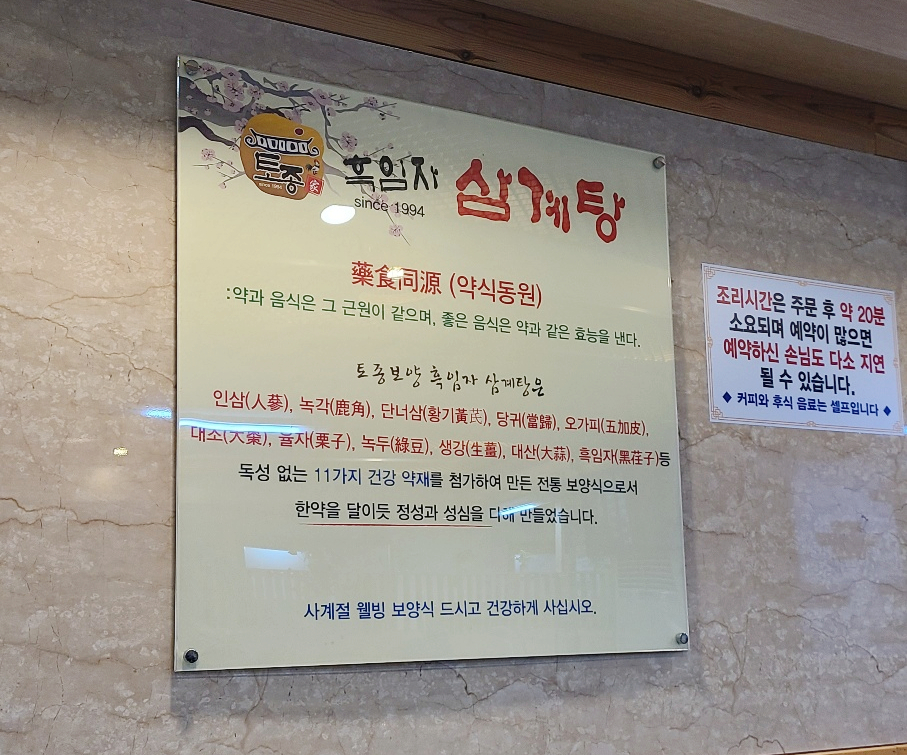 토종
since 1994
家
흑임자 삼계탕
since 1994
藥食同源 (약식동원)
:약과 음식은 그 근원이 같으며, 좋은 음식은 약과 같은 효능을 낸다.
토종보양 흑임자 삼계탕은
인삼(人蔘), 녹각(鹿角), 단너삼(황기黃芪), 당귀(當歸), 오가피(五加皮),
대조(大棗), 율자(栗子), 녹두(綠豆), 생강(生薑), 대산(大蒜), 흑임자(黑荏子)등
독성 없는 11가지 건강 약재를 첨가하여 만든 전통 보양식으로서
한약을 달이듯 정성과 성심을 다해 만들었습니다.
사계절 웰빙 보양식 드시고 건강하게 사십시오.
조리시간은 주문 후 약 20분
소요되며 예약이 많으면
예약하신 손님도 다소 지연
될 수 있습니다.
◆ 커피와 후식 음료는 셀프입니다 ◆